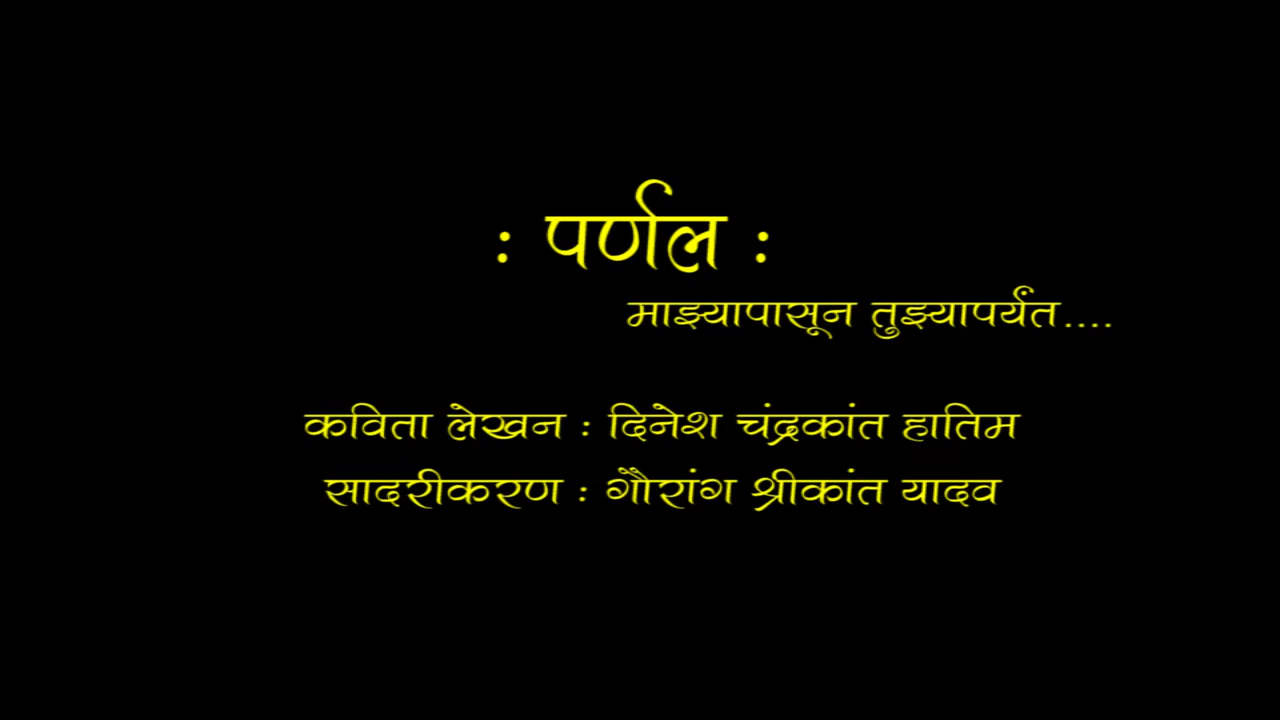 : पर्णल :
माझ्यापासून तुझ्यापर्यंत....
कविता लेखन : दिनेश चंद्रकांत हातिम
सादरीकरण : गौरांग श्रीकांत यादव